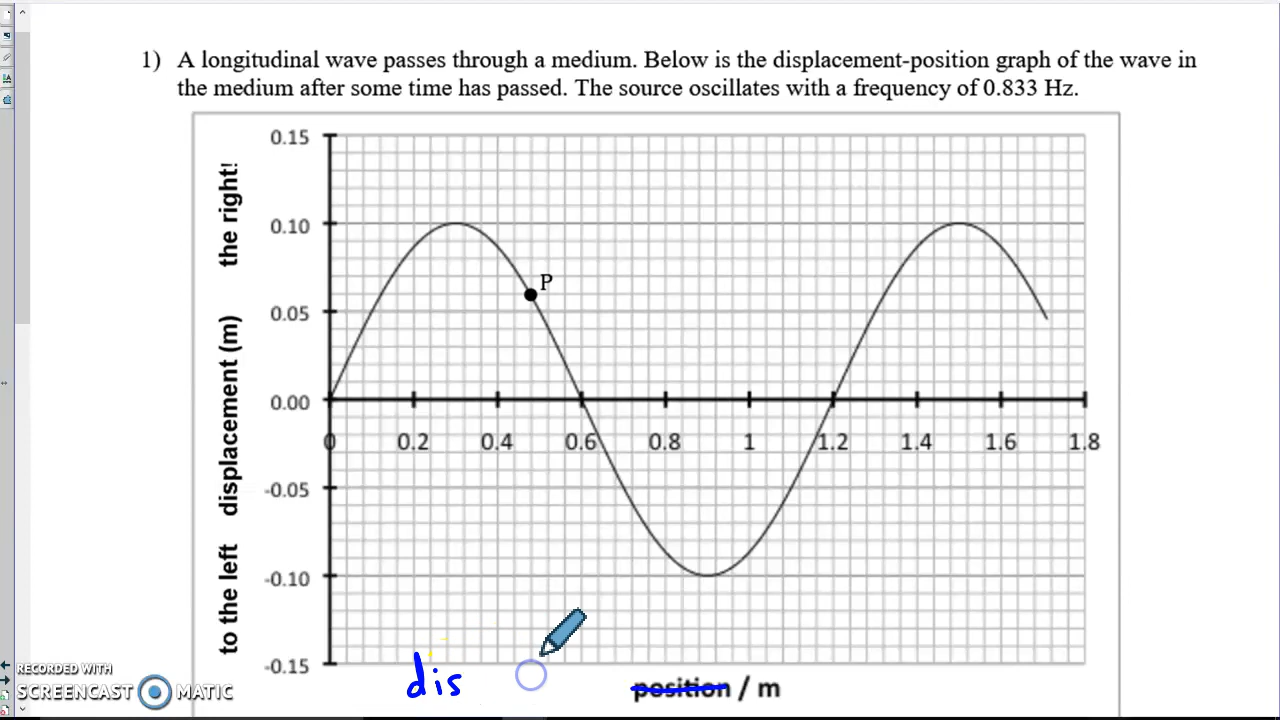 1) A longitudinal wave passes through a medium. Below is the displacement-position graph of the wave in
the medium after some time has passed. The source oscillates with a frequency of 0.833 Hz.
0.15
0.10
0.05
0.00
-0.05
-0.10
-0.15
to the left displacement (m) the right!
P
0 0.2 0.4 0.6 0.8 1 1.2 1.4 1.6 1.8
dis
position / m
RECORDED WITH
SCREENCAST MATIC